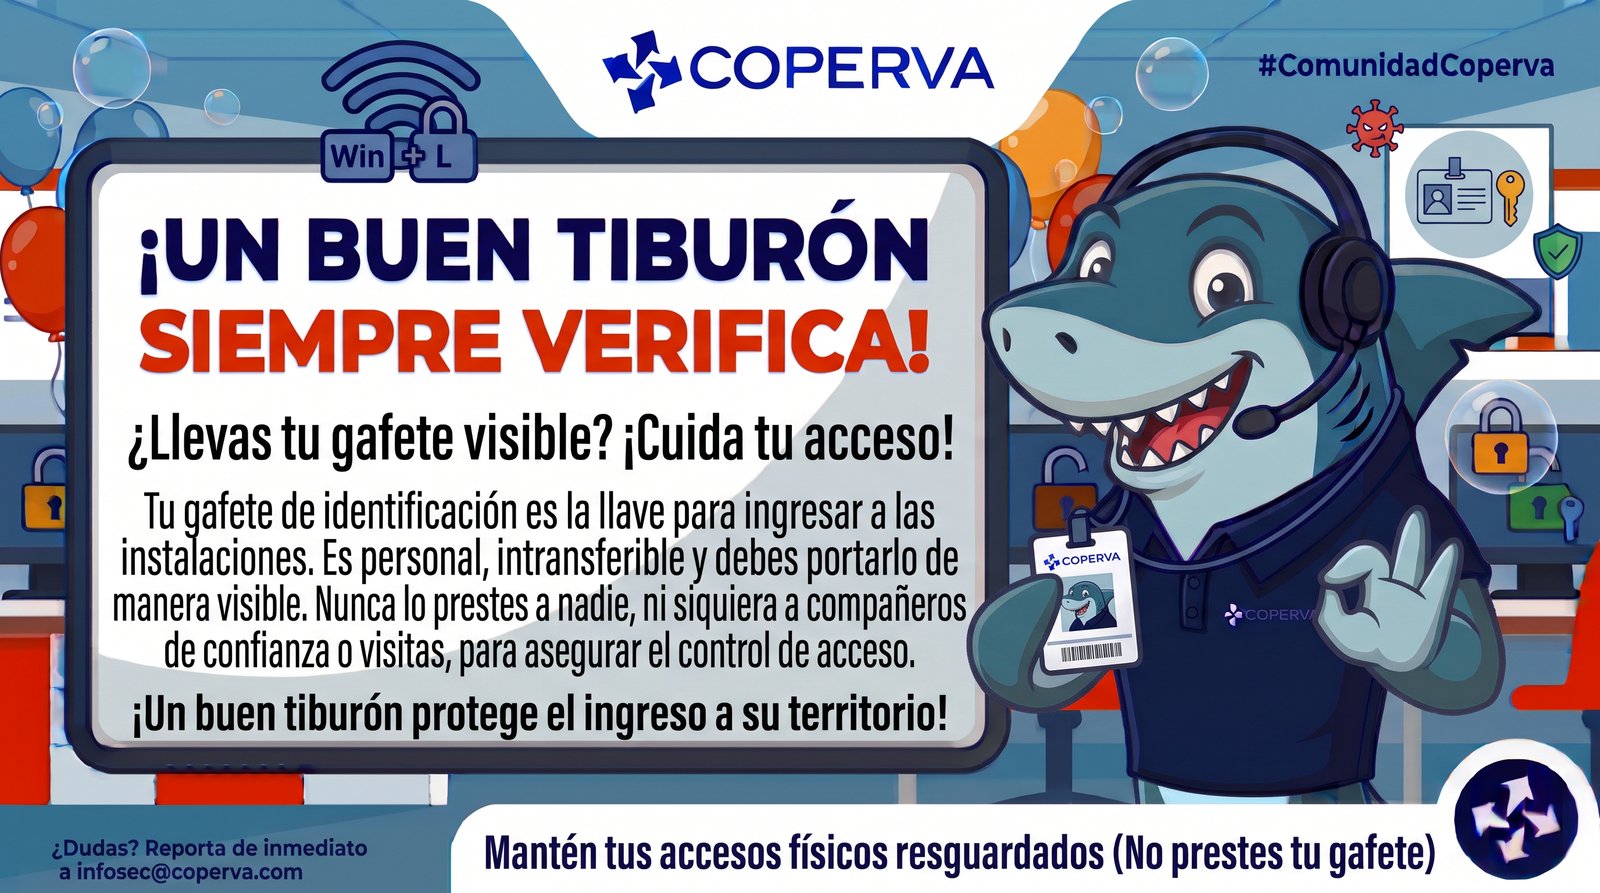 COPERVA
#ComunidadCoperva
Win + L
¡UN BUEN TIBURÓN
SIEMPRE VERIFICA!
¿Llevas tu gafete visible? ¡Cuida tu acceso!
Tu gafete de identificación es la llave para ingresar a las
instalaciones. Es personal, intransferible y debes portarlo de
manera visible. Nunca lo prestes a nadie, ni siquiera a compañeros
de confianza o visitas, para asegurar el control de acceso.
¡Un buen tiburón protege el ingreso a su territorio!
COPERVA
COPERVA
¿Dudas? Reporta de inmediato
a infosec@coperva.com
Mantén tus accesos físicos resguardados (No prestes tu gafete)